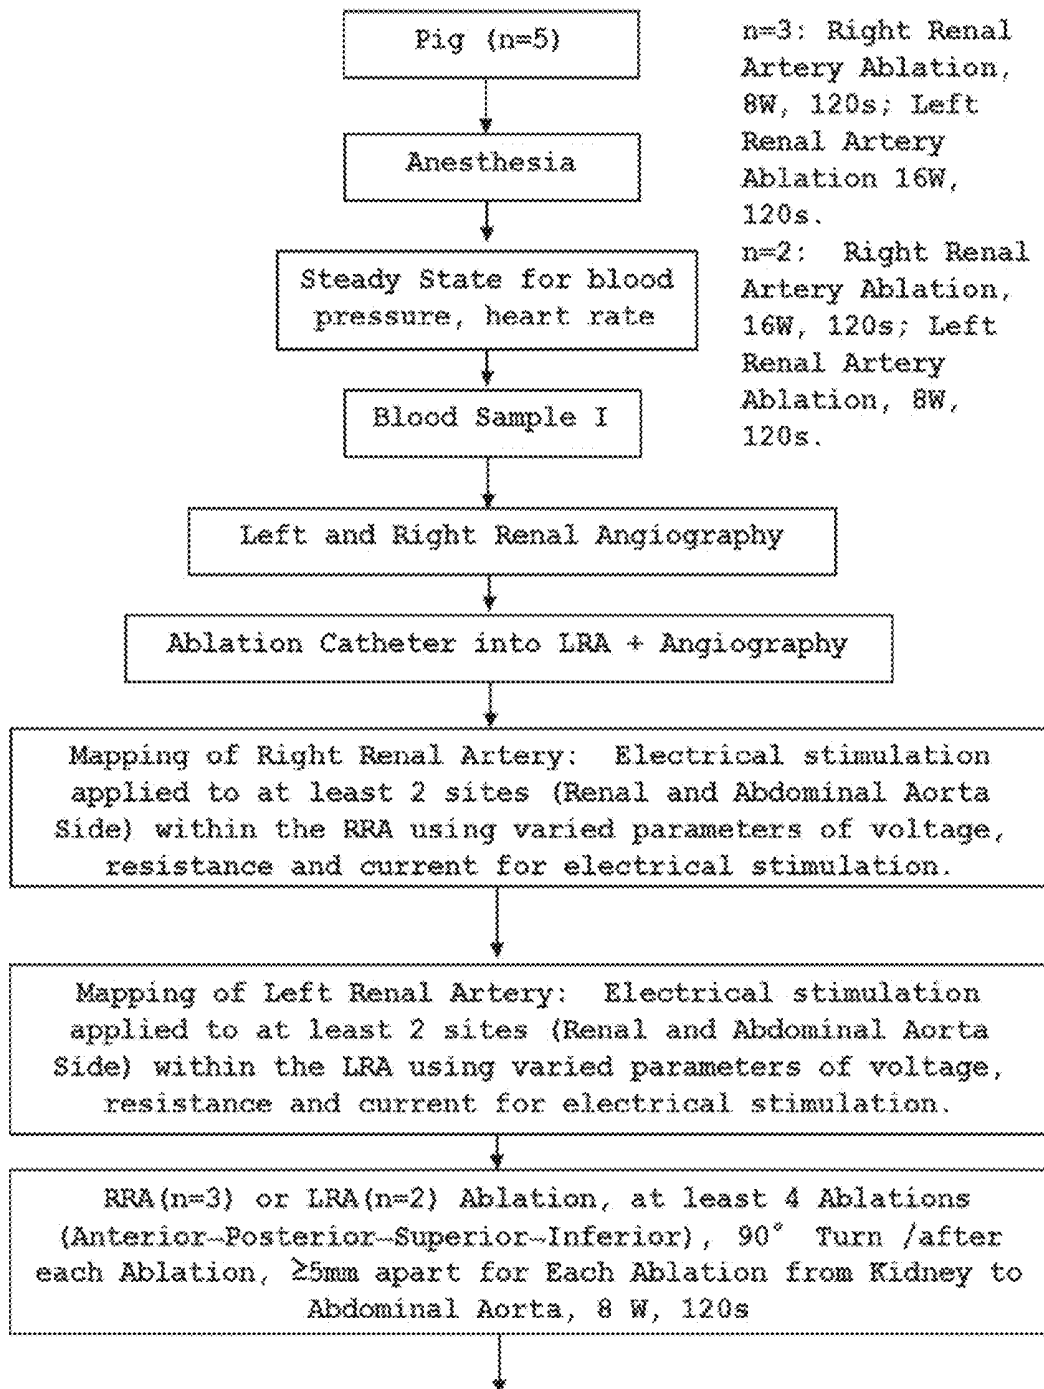 Pig (n=5)
Anesthesia
Steady State for blood
pressure, heart rate
Blood Sample I
n=3: Right Renal
Artery Ablation,
8W, 120s; Left
Renal Artery
Ablation 16W,
120s.
n=2: Right Renal
Artery Ablation,
16W, 120s; Left
Renal Artery
Ablation, 8W,
120s.
Left and Right Renal Angiography
Ablation Catheter into LRA + Angiography
Mapping of Right Renal Artery: Electrical stimulation
applied to at least 2 sites (Renal and Abdominal Aorta
Side) within the RRA using varied parameters of voltage,
resistance and current for electrical stimulation.
Mapping of Left Renal Artery: Electrical stimulation
applied to at least 2 sites (Renal and Abdominal Aorta
Side) within the LRA using varied parameters of voltage,
resistance and current for electrical stimulation.
RRA(n=3) or LRA(n=2) Ablation, at least 4 Ablations
(Anterior-Posterior-Superior-Inferior), 90° Turn /after
each Ablation, ≥5mm apart for Each Ablation from Kidney to
Abdominal Aorta, 8 W, 120s